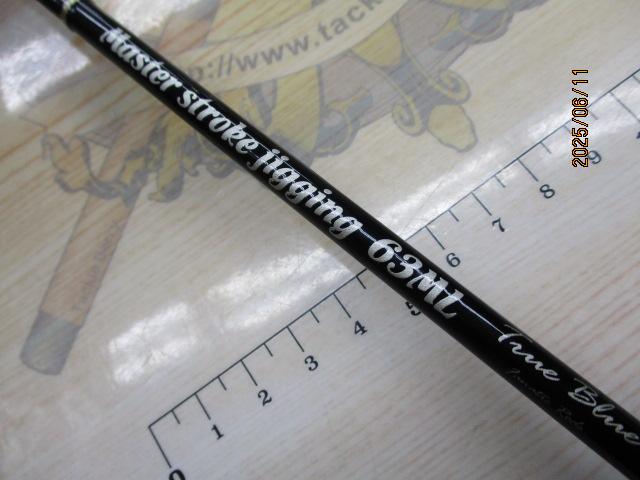 Master stroke jigging 63ML
True Blue
http://www.tack
2025/06/11
0 1 2 3 4 5 6 7 8 9